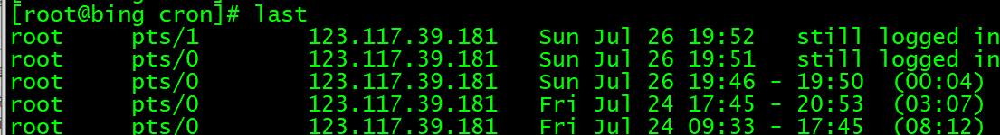 [root@bing cron]# last
root     pts/1        123.117.39.181   Sun Jul 26 19:52   still logged in
root     pts/0        123.117.39.181   Sun Jul 26 19:51   still logged in
root     pts/0        123.117.39.181   Sun Jul 26 19:46 - 19:50  (00:04)
root     pts/0        123.117.39.181   Fri Jul 24 17:45 - 20:53  (03:07)
root     pts/0        123.117.39.181   Fri Jul 24 09:33 - 17:45  (08:12)